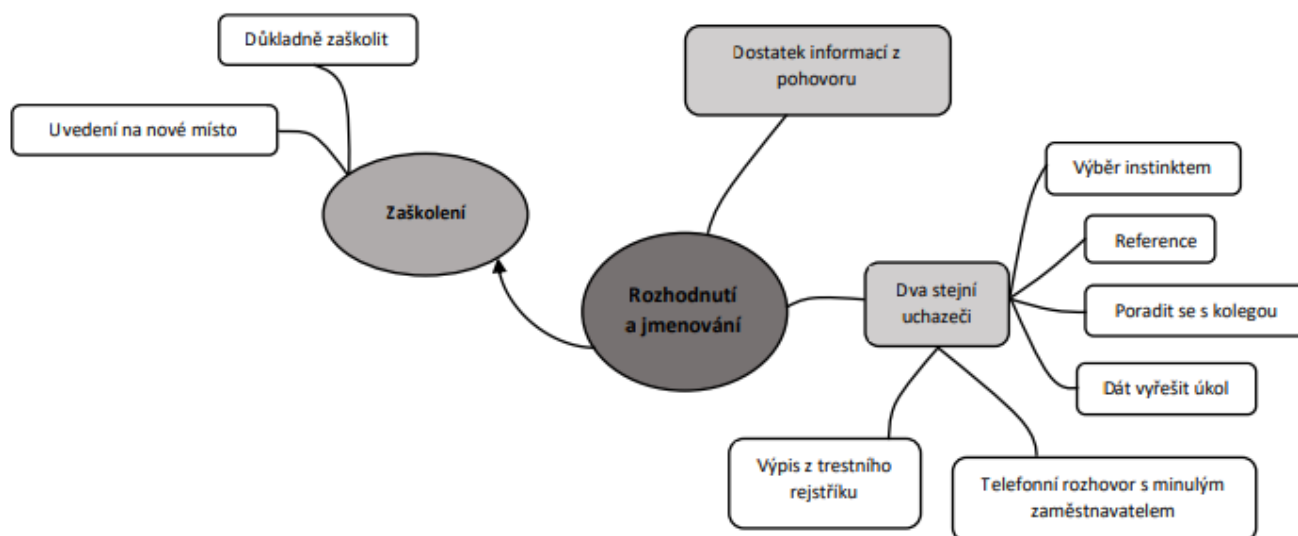 Důkladně zaškolit
Uvedení na nové místo
Zaškolení
Dostatek informací z
pohovoru
Rozhodnutí
a jmenování
Dva stejní
uchazeči
Výběr instinktem
Reference
Poradit se s kolegou
Dát vyřešit úkol
Výpis z trestního
rejstříku
Telefonní rozhovor s minulým
zaměstnavatelem